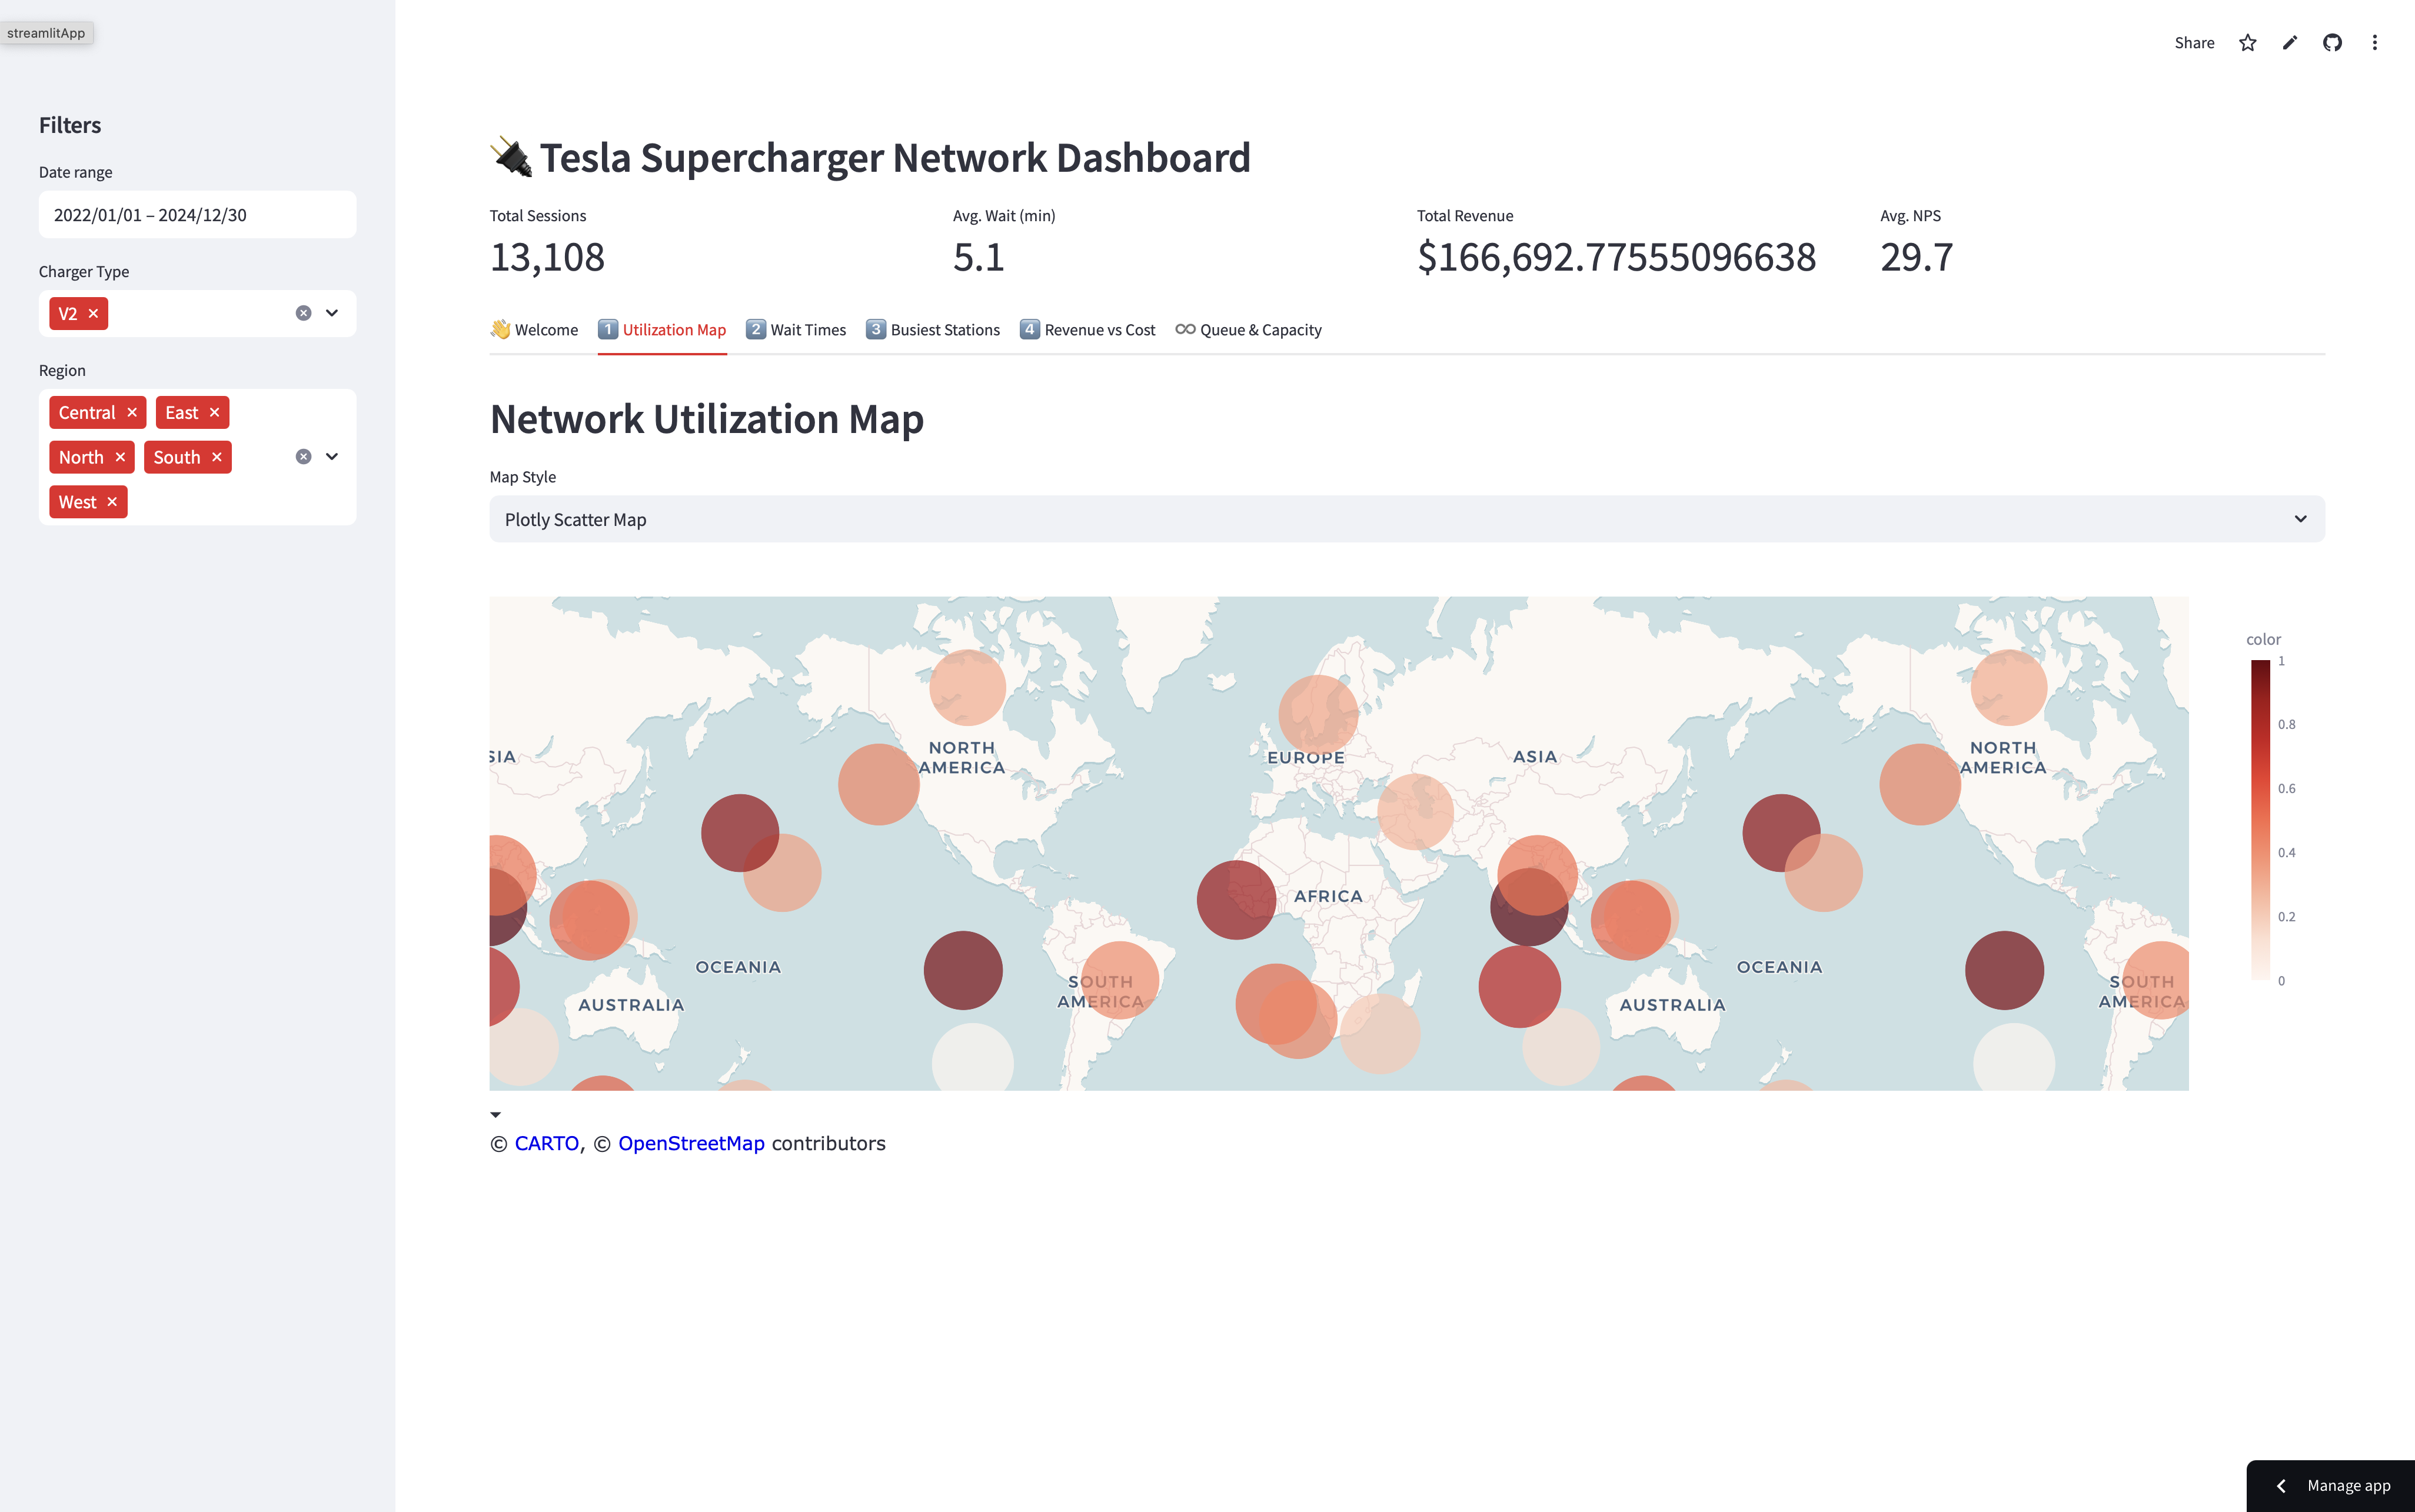 streamlitApp
Share
Filters
Date range
2022/01/01 – 2024/12/30
Charger Type
V2
Region
Central East
North South
West
Tesla Supercharger Network Dashboard
Total Sessions
13,108
Avg. Wait (min)
5.1
Total Revenue
$166,692.77555096638
Avg. NPS
29.7
👋 Welcome 1 Utilization Map 2 Wait Times 3 Busiest Stations 4 Revenue vs Cost ♾ Queue & Capacity
Network Utilization Map
Map Style
Plotly Scatter Map
SIA
NORTH
AMERICA
EUROPE
ASIA
NORTH
AMERICA
AFRICA
OCEANIA
AUSTRALIA
SOUTH
AMERICA
OCEANIA
AUSTRALIA
SOUTH
AMERICA
color
1
0.8
0.6
0.4
0.2
0
© CARTO, © OpenStreetMap contributors
Manage app